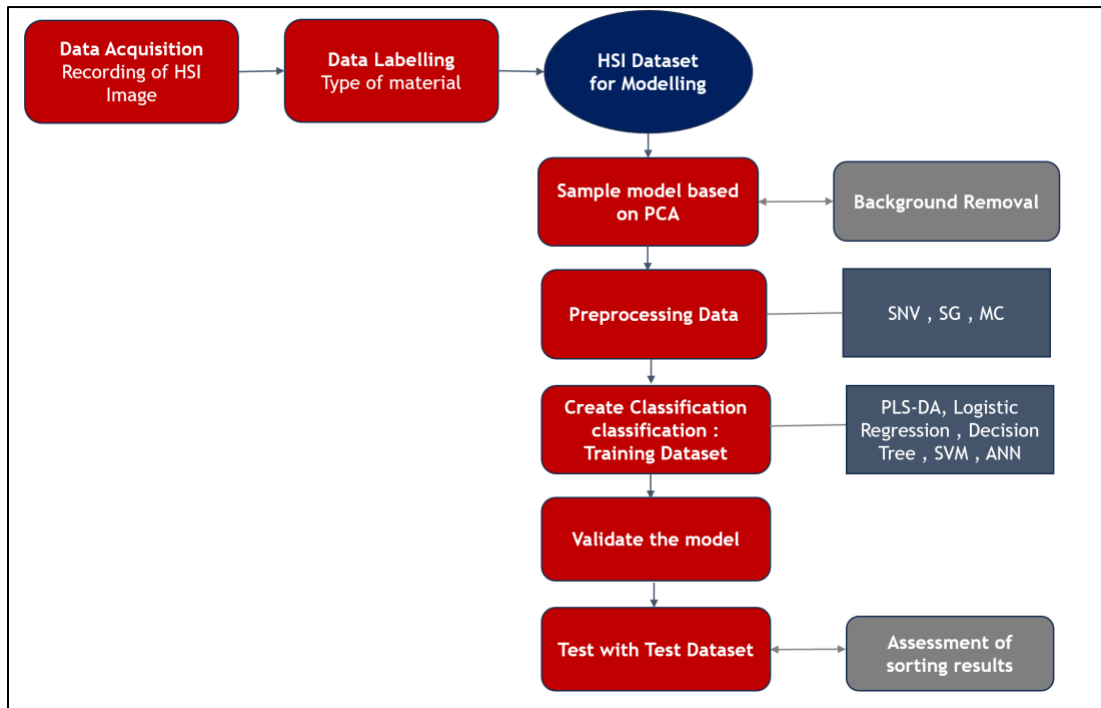 Data Acquisition
Recording of HSI
Image
Data Labelling
Type of material
HSI Dataset
for Modelling
Sample model based
on PCA
Background Removal
Preprocessing Data
SNV , SG , MC
Create Classification
classification :
Training Dataset
PLS-DA, Logistic
Regression , Decision
Tree , SVM , ANN
Validate the model
Test with Test Dataset
Assessment of
sorting results